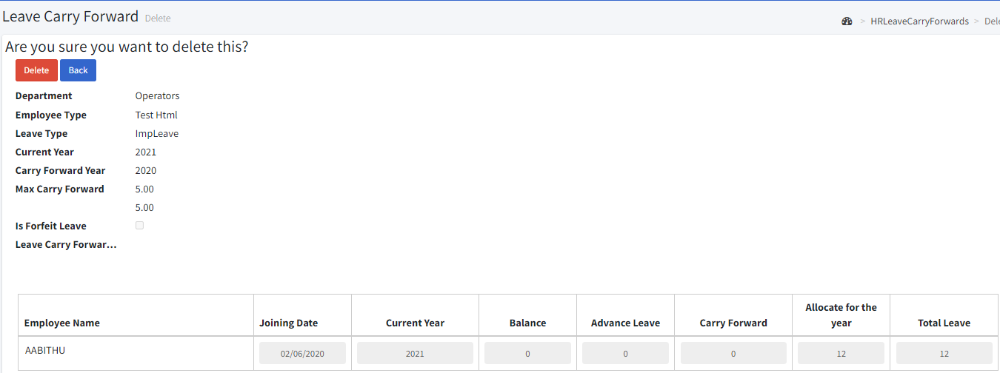 Leave Carry Forward Delete
> HRLeaveCarryForwards > Dele
Are you sure you want to delete this?
Delete Back
Department Operators
Employee Type Test Html
Leave Type ImpLeave
Current Year 2021
Carry Forward Year 2020
Max Carry Forward 5.00
5.00
Is Forfeit Leave
Leave Carry Forwar...
Employee Name Joining Date Current Year Balance Advance Leave Carry Forward Allocate for the year Total Leave
AABITHU 02/06/2020 2021 0 0 0 12 12